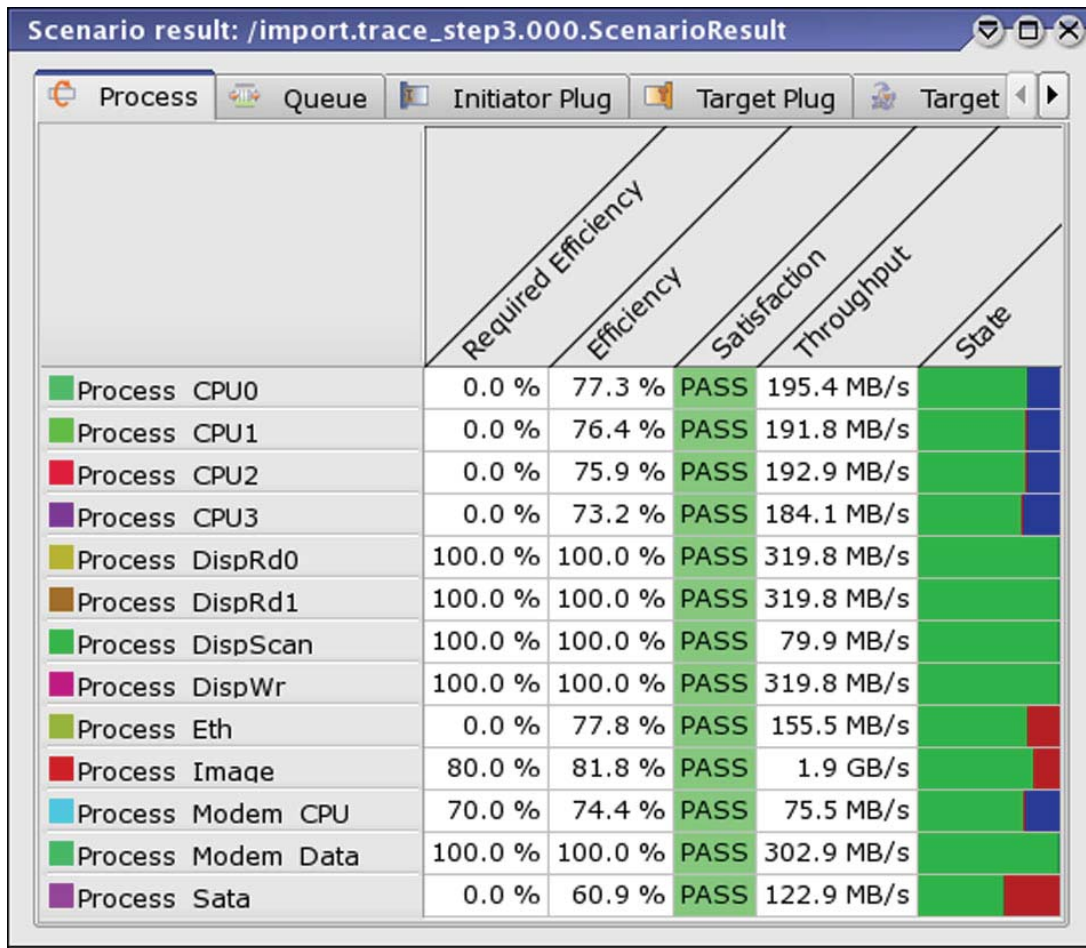 Scenario result: /import.trace_step3.000.ScenarioResult
Process Queue Initiator Plug Target Plug Target
Required Efficiency Efficiency Satisfaction Throughput State
Process CPU0 0.0 % 77.3 % PASS 195.4 MB/s
Process CPU1 0.0 % 76.4 % PASS 191.8 MB/s
Process CPU2 0.0 % 75.9 % PASS 192.9 MB/s
Process CPU3 0.0 % 73.2 % PASS 184.1 MB/s
Process DispRd0 100.0 % 100.0 % PASS 319.8 MB/s
Process DispRd1 100.0 % 100.0 % PASS 319.8 MB/s
Process DispScan 100.0 % 100.0 % PASS 79.9 MB/s
Process DispWr 100.0 % 100.0 % PASS 319.8 MB/s
Process Eth 0.0 % 77.8 % PASS 155.5 MB/s
Process Image 80.0 % 81.8 % PASS 1.9 GB/s
Process Modem CPU 70.0 % 74.4 % PASS 75.5 MB/s
Process Modem Data 100.0 % 100.0 % PASS 302.9 MB/s
Process Sata 0.0 % 60.9 % PASS 122.9 MB/s